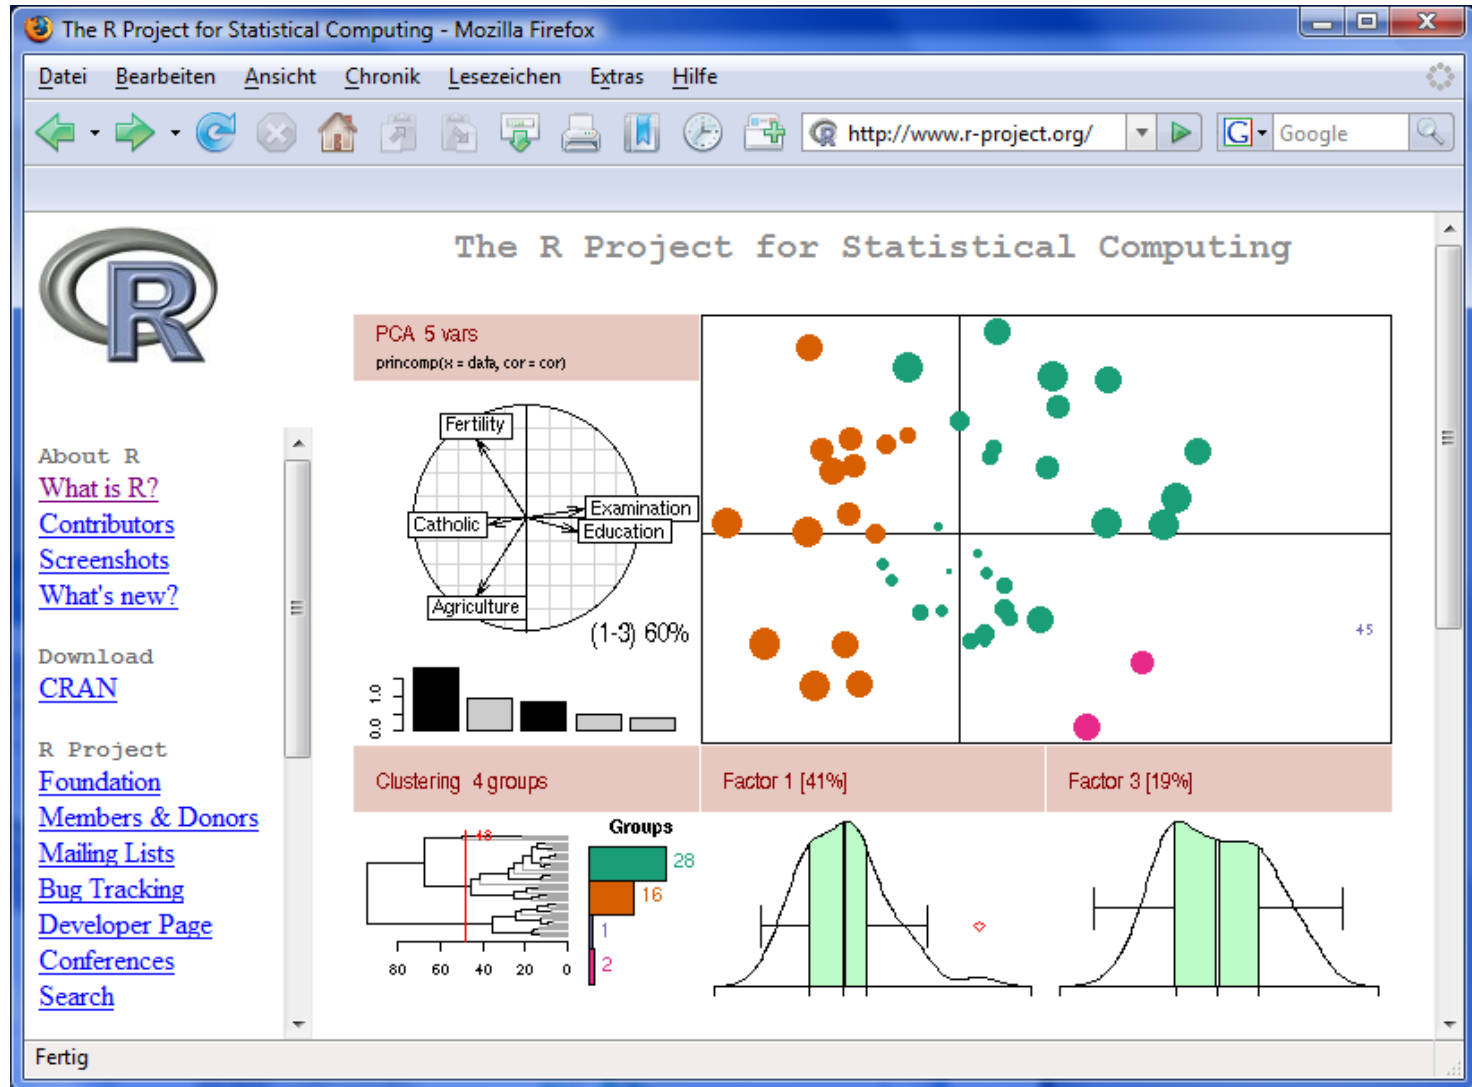 The R Project for Statistical Computing - Mozilla Firefox
Datei Bearbeiten Ansicht Chronik Lesezeichen Extras Hilfe
http://www.r-project.org/ G Google
R
The R Project for Statistical Computing
About R
What is R?
Contributors
Screenshots
What's new?
Download
CRAN
R Project
Foundation
Members & Donors
Mailing Lists
Bug Tracking
Developer Page
Conferences
Search
PCA 5 vars
princomp(x = data, cor = cor)
Fertility
Examination
Catholic
Education
Agriculture
(1-3) 60%
1.0
0.0
45
Clustering 4 groups
Factor 1 [41%]
Factor 3 [19%]
Groups
28
16
1
2
80 60 40 20 0
Fertig